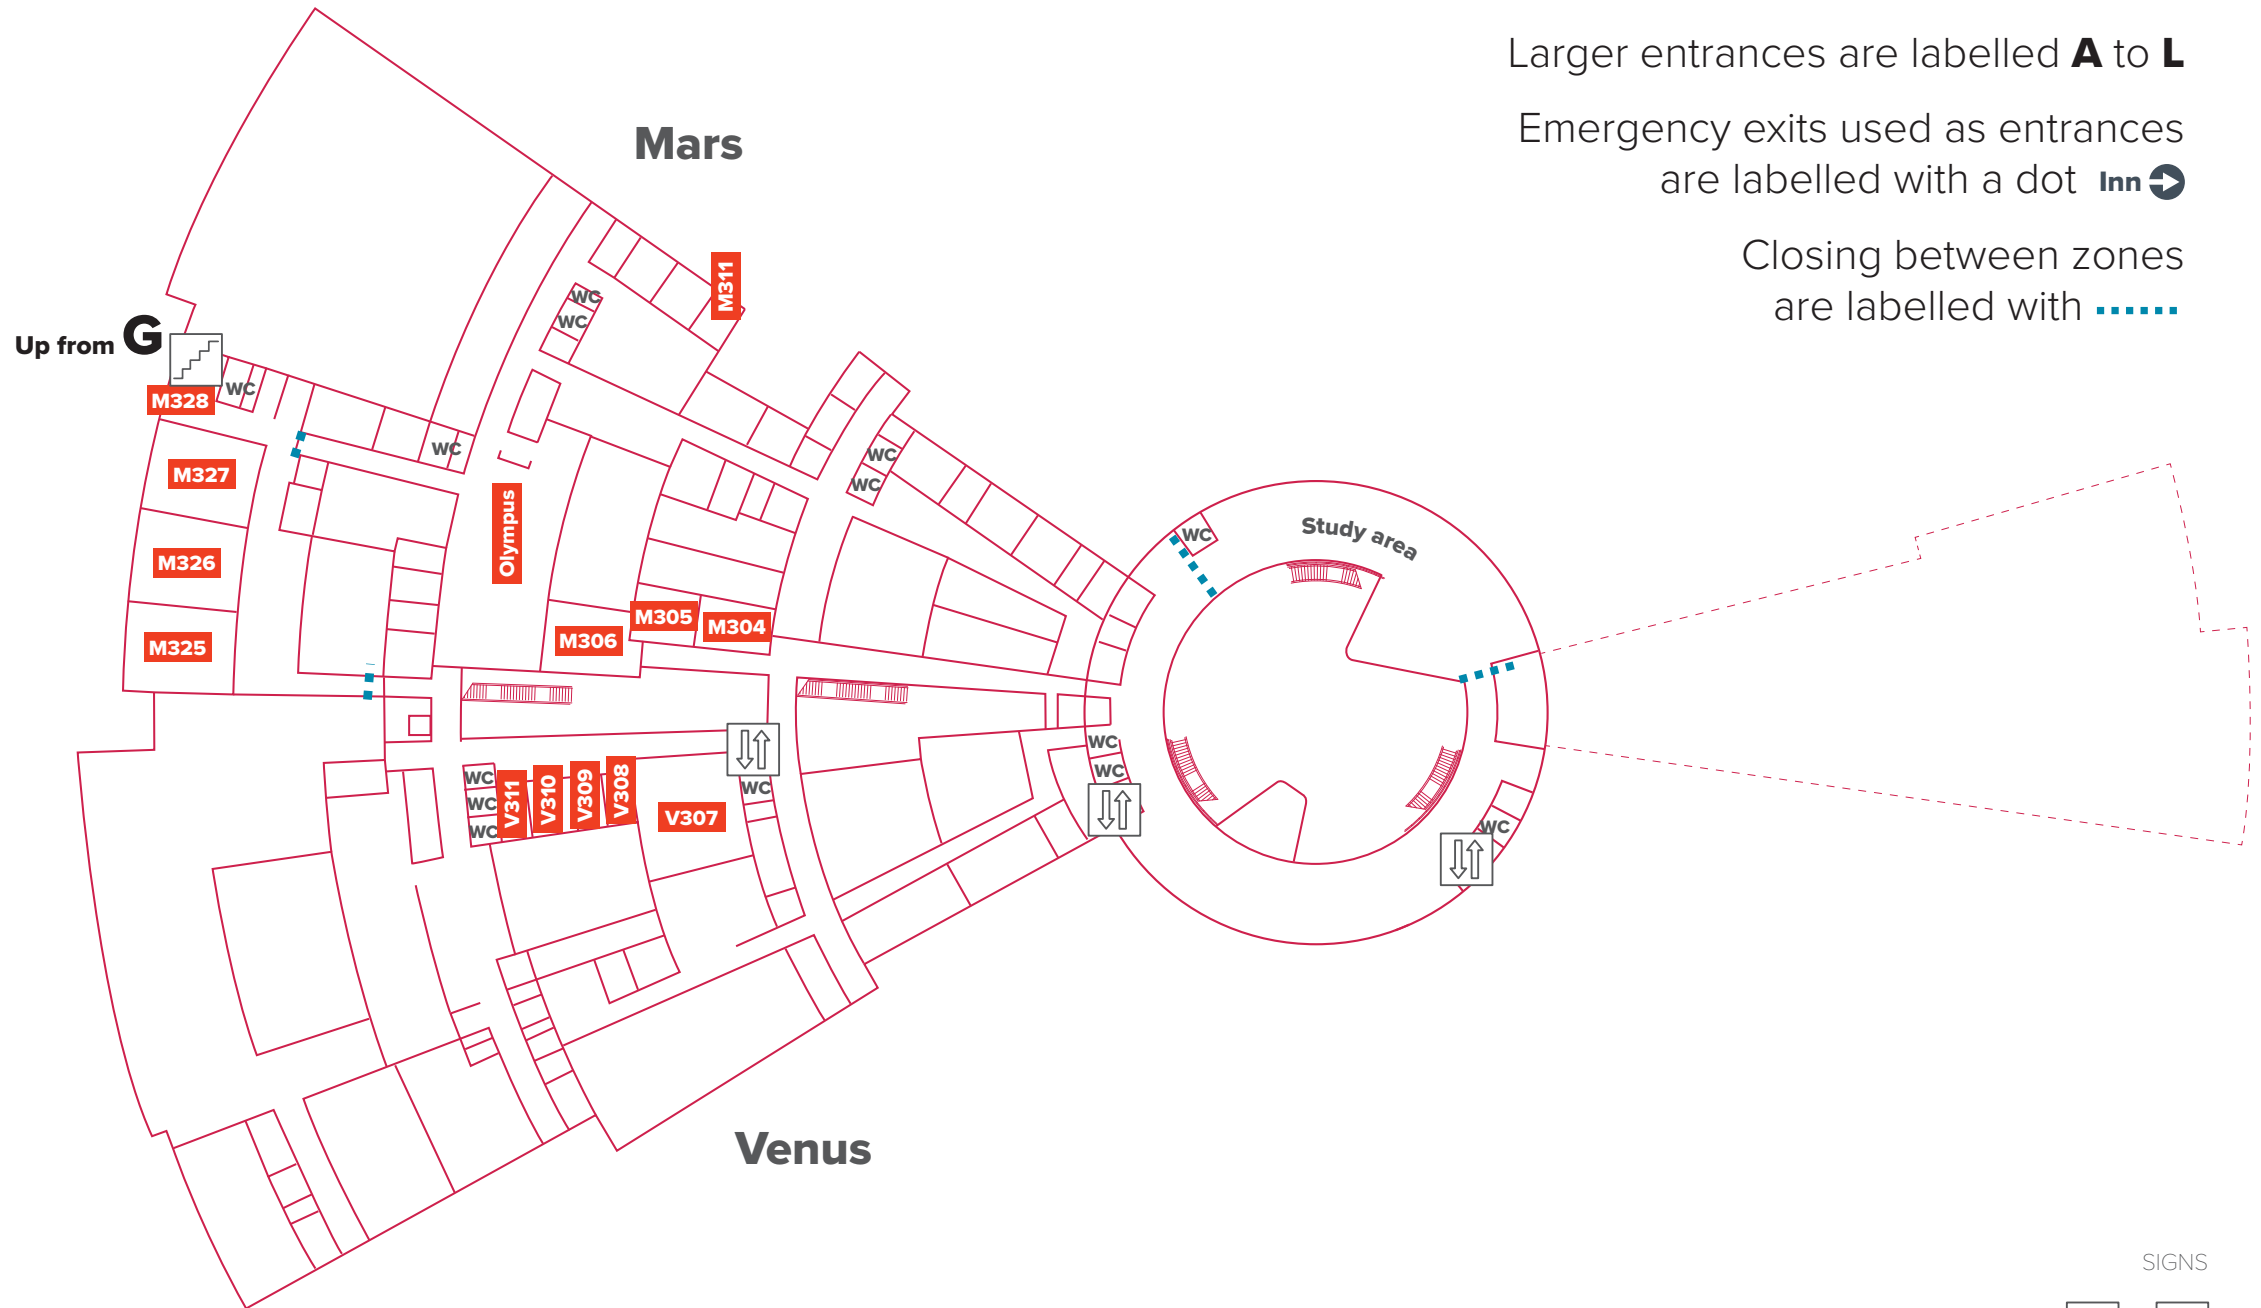 Larger entrances are labelled A to L
Emergency exits used as entrances
are labelled with a dot Inn
Closing between zones
are labelled with
Mars
M311
WC
WC
Up from G
WC
M328
WC
M327
Olympus
M326
M325
M306
M305
M304
WC
WC
WC
Study area
WC
WC
WC
V311
V310
V309
V308
V307
WC
WC
WC
WC
Venus
SIGNS